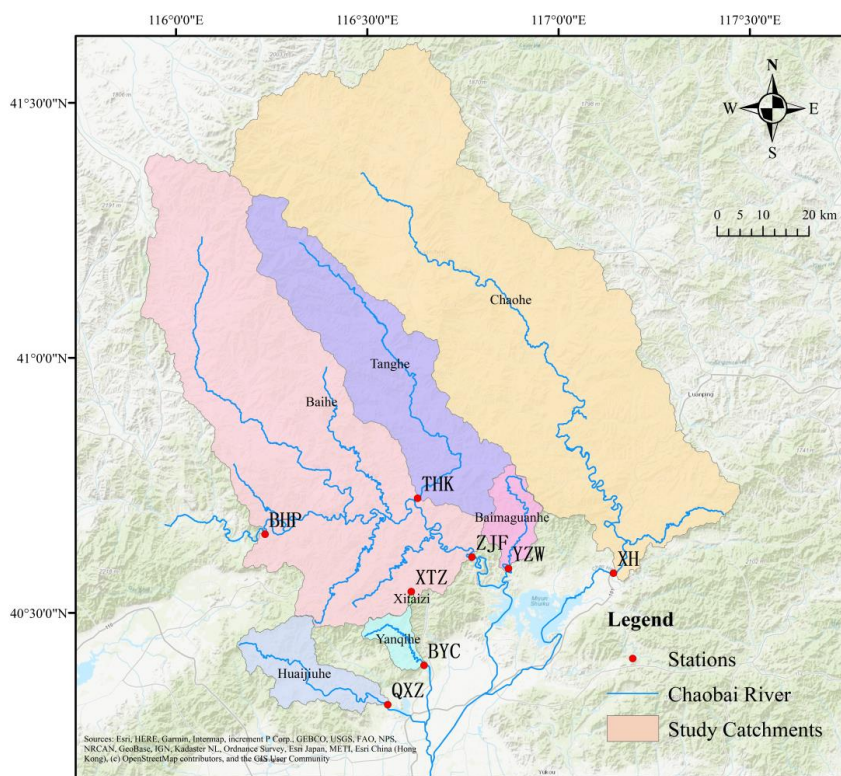 116°0'0"E 116°30'0"E 117°0'0"E 117°30'0"E
41°30'0"N
41°0'0"N
40°30'0"N
N
W E
S
0 5 10 20 km
Chaohe
Tanghe
Baihe
Luanping
THK
Baimaguanhe
BHP
ZJF
YZW
XH
XTZ
Xitaizi
Yanqihe
BYC
Huaijiuhe
QXZ
Legend
Stations
Chaobai River
Study Catchments
Sources: Esri, HERE, Garmin, Intermap, increment P Corp., GEBCO, USGS, FAO, NPS,
NRCAN, GeoBase, IGN, Kadaster NL, Ordnance Survey, Esri Japan, METI, Esri China (Hong
Kong), (c) OpenStreetMap contributors, and the GIS User Community